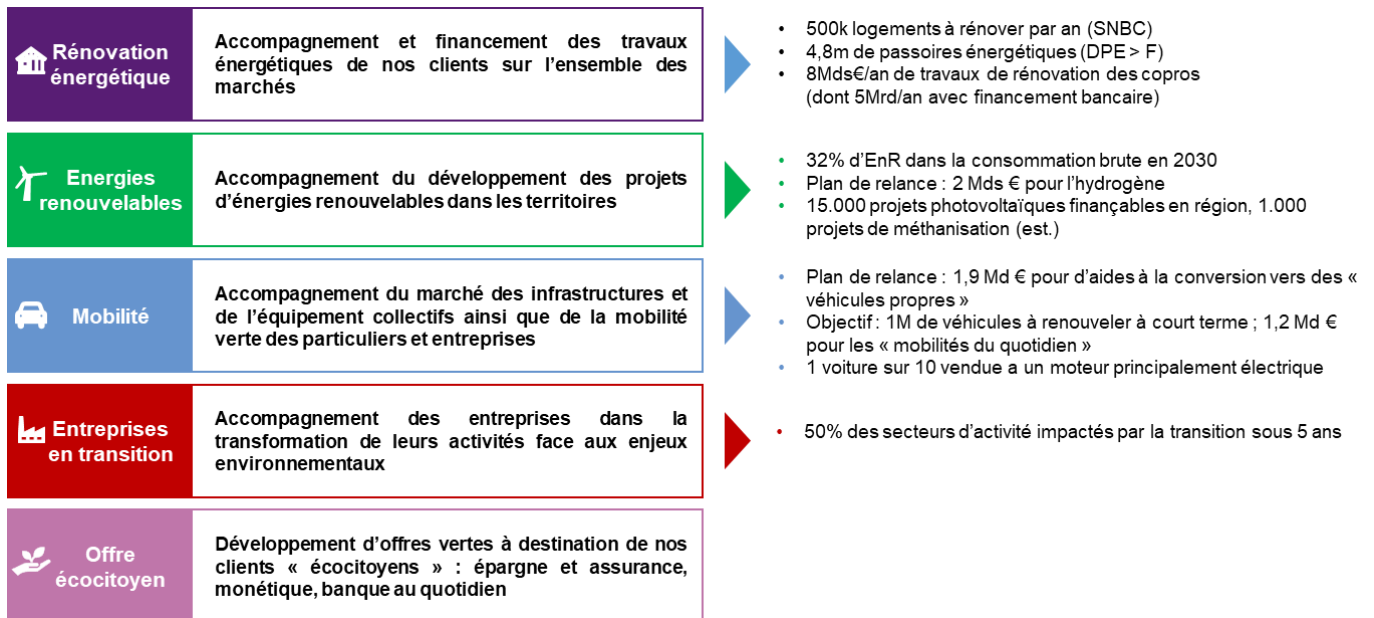 Rénovation
énergétique
Accompagnement et financement des travaux
énergétiques de nos clients sur l’ensemble des
marchés
• 500k logements à rénover par an (SNBC)
• 4,8m de passoires énergétiques (DPE > F)
• 8Mds€/an de travaux de rénovation des copros
(dont 5Mrd/an avec financement bancaire)
Energies
renouvelables
Accompagnement du développement des projets
d’énergies renouvelables dans les territoires
• 32% d’EnR dans la consommation brute en 2030
• Plan de relance : 2 Mds € pour l’hydrogène
• 15.000 projets photovoltaïques finançables en région, 1.000
projets de méthanisation (est.)
Mobilité
Accompagnement du marché des infrastructures et
de l’équipement collectifs ainsi que de la mobilité
verte des particuliers et entreprises
• Plan de relance : 1,9 Md € pour d’aides à la conversion vers des «
véhicules propres »
• Objectif : 1M de véhicules à renouveler à court terme ; 1,2 Md €
pour les « mobilités du quotidien »
• 1 voiture sur 10 vendue a un moteur principalement électrique
Entreprises
en transition
Accompagnement des entreprises dans la
transformation de leurs activités face aux enjeux
environnementaux
• 50% des secteurs d’activité impactés par la transition sous 5 ans
Offre
écocitoyen
Développement d’offres vertes à destination de nos
clients « écocitoyens » : épargne et assurance,
monétique, banque au quotidien